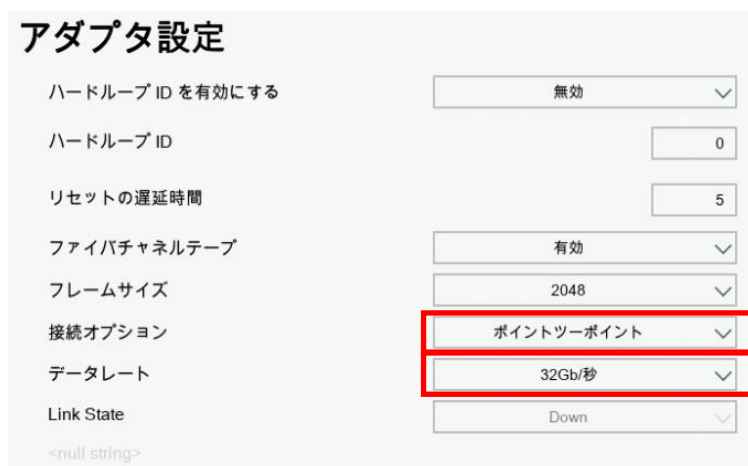 アダプタ設定
ハードループ ID を有効にする 無効
ハードループ ID 0
リセットの遅延時間 5
ファイバチャネルテープ 有効
フレームサイズ 2048
接続オプション ポイントツーポイント
データレート 32Gb/秒
Link State Down
<null string>